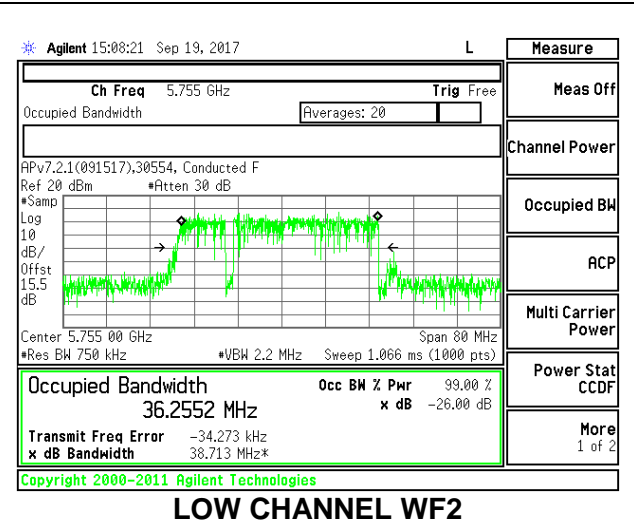 Agilent 15:08:21 Sep 19, 2017 L
Measure
Ch Freq 5.755 GHz Trig Free
Occupied Bandwidth Averages: 20
APv7.2.1(091517),30554, Conducted F
Ref 20 dBm #Atten 30 dB
#Samp
Log
10
dB/
Offst
15.5
dB
Center 5.755 00 GHz Span 80 MHz
#Res BW 750 kHz #VBW 2.2 MHz Sweep 1.066 ms (1000 pts)
Occupied Bandwidth Occ BW % Pwr 99.00 %
36.2552 MHz x dB -26.00 dB
Transmit Freq Error -34.273 kHz
x dB Bandwidth 38.713 MHz*
Copyright 2000-2011 Agilent Technologies
Meas Off
Channel Power
Occupied BW
ACP
Multi Carrier
Power
Power Stat
CCDF
More
1 of 2
LOW CHANNEL WF2